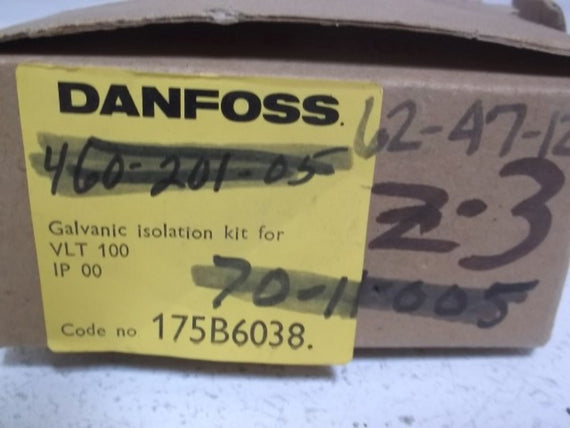 DANFOSS.
62-47-12
460-201-05
Z-3
Galvanic isolation kit for
VLT 100
IP 00
70-11-005
Code no 175B6038.